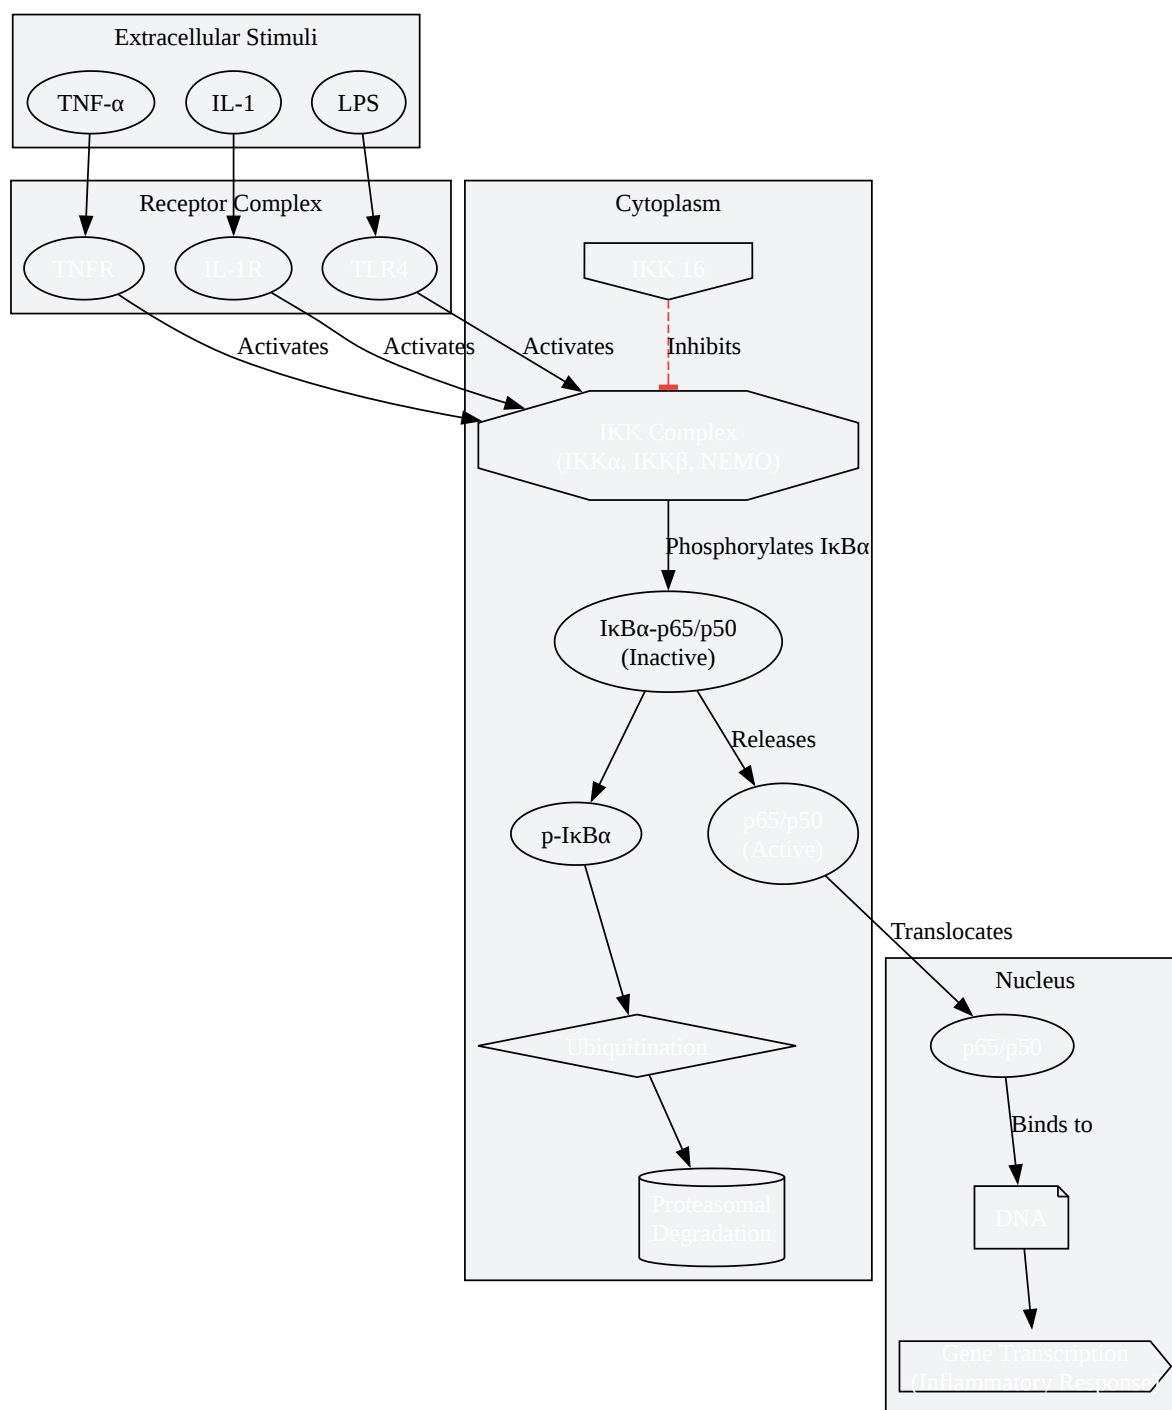 Extracellular Stimuli
TNF-α
IL-1
LPS
Receptor Complex
TNFR
IL-1R
TLR4
Cytoplasm
IKK 16
Activates
Activates
Activates
Inhibits
IKK Complex
(IKKα, IKKβ, NEMO)
Phosphorylates IκBα
IκBα-p65/p50
(Inactive)
Releases
p-IκBα
p65/p50
(Active)
Translocates
Nucleus
Ubiquitination
p65/p50
Binds to
Proteasomal
Degradation
DNA
Gene Transcription
(Inflammatory Response)